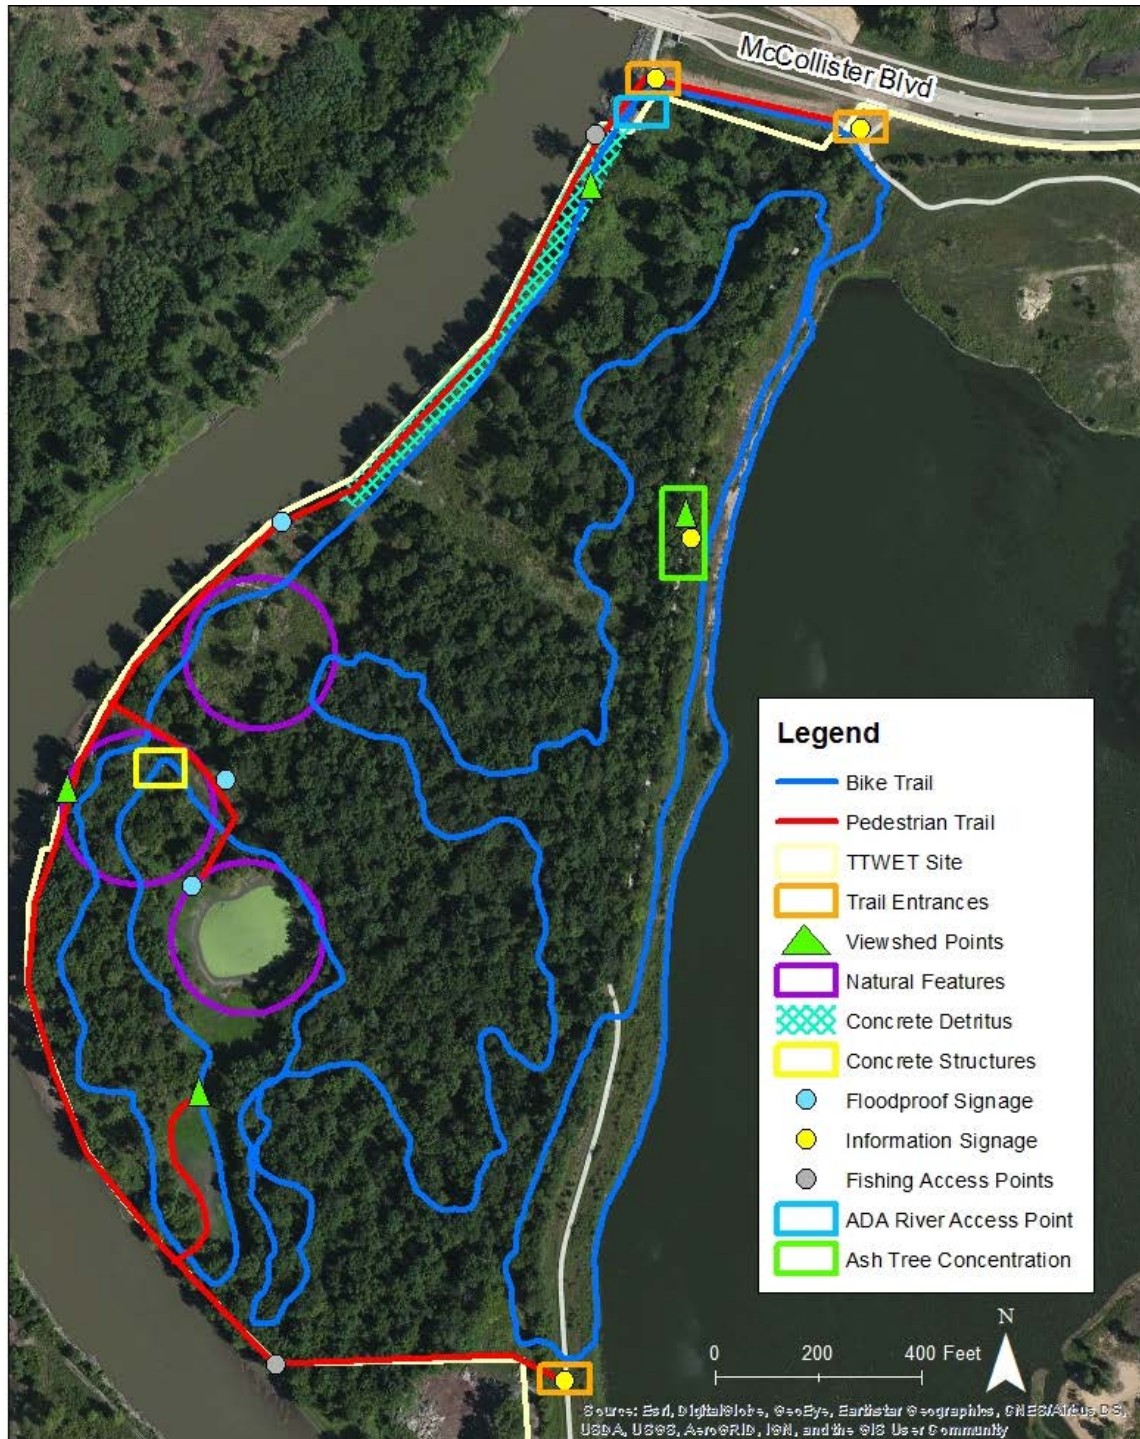 McCollister Blvd
Legend
Bike Trail
Pedestrian Trail
TTWET Site
Trail Entrances
Viewshed Points
Natural Features
Concrete Detritus
Concrete Structures
Floodproof Signage
Information Signage
Fishing Access Points
ADA River Access Point
Ash Tree Concentration
N
0 200 400 Feet
Source: Esri, DigitalGlobe, GeoEye, Earthstar Geographics, CNES/Airbus DS,
USDA, USGS, AeroGRID, IGN, and the GIS User Community